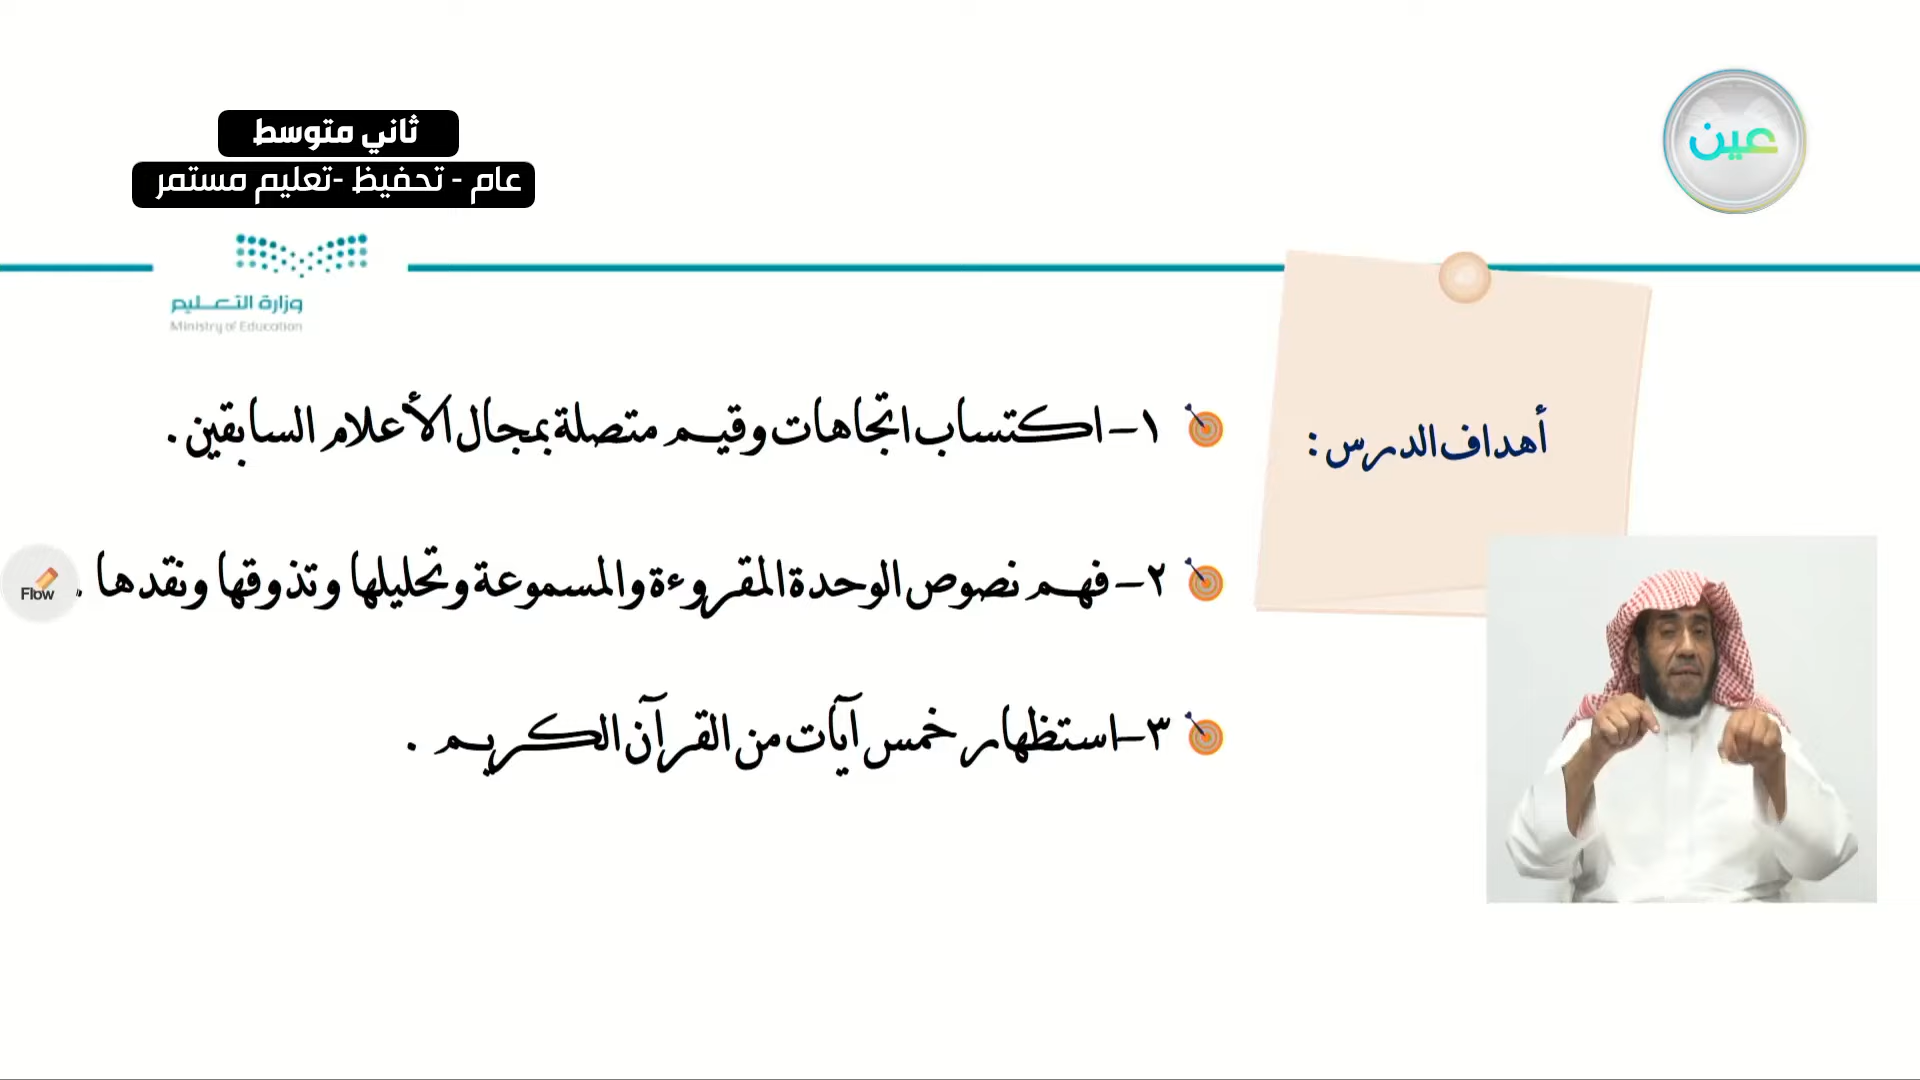 ثاني متوسط
عام - تحفيظ -تعليم مستمر
عين
وزارة التعليم
Ministry of Education
أهداف الدرس :
١- اكتساب اتجاهات وقيم متصلة بمجال الأعلام السابقين .
٢- فهم نصوص الوحدة المقروءة والمسموعة وتحليلها وتذوقها ونقدها .
Flow
٣- استظهار خمس آيات من القرآن الكريم .